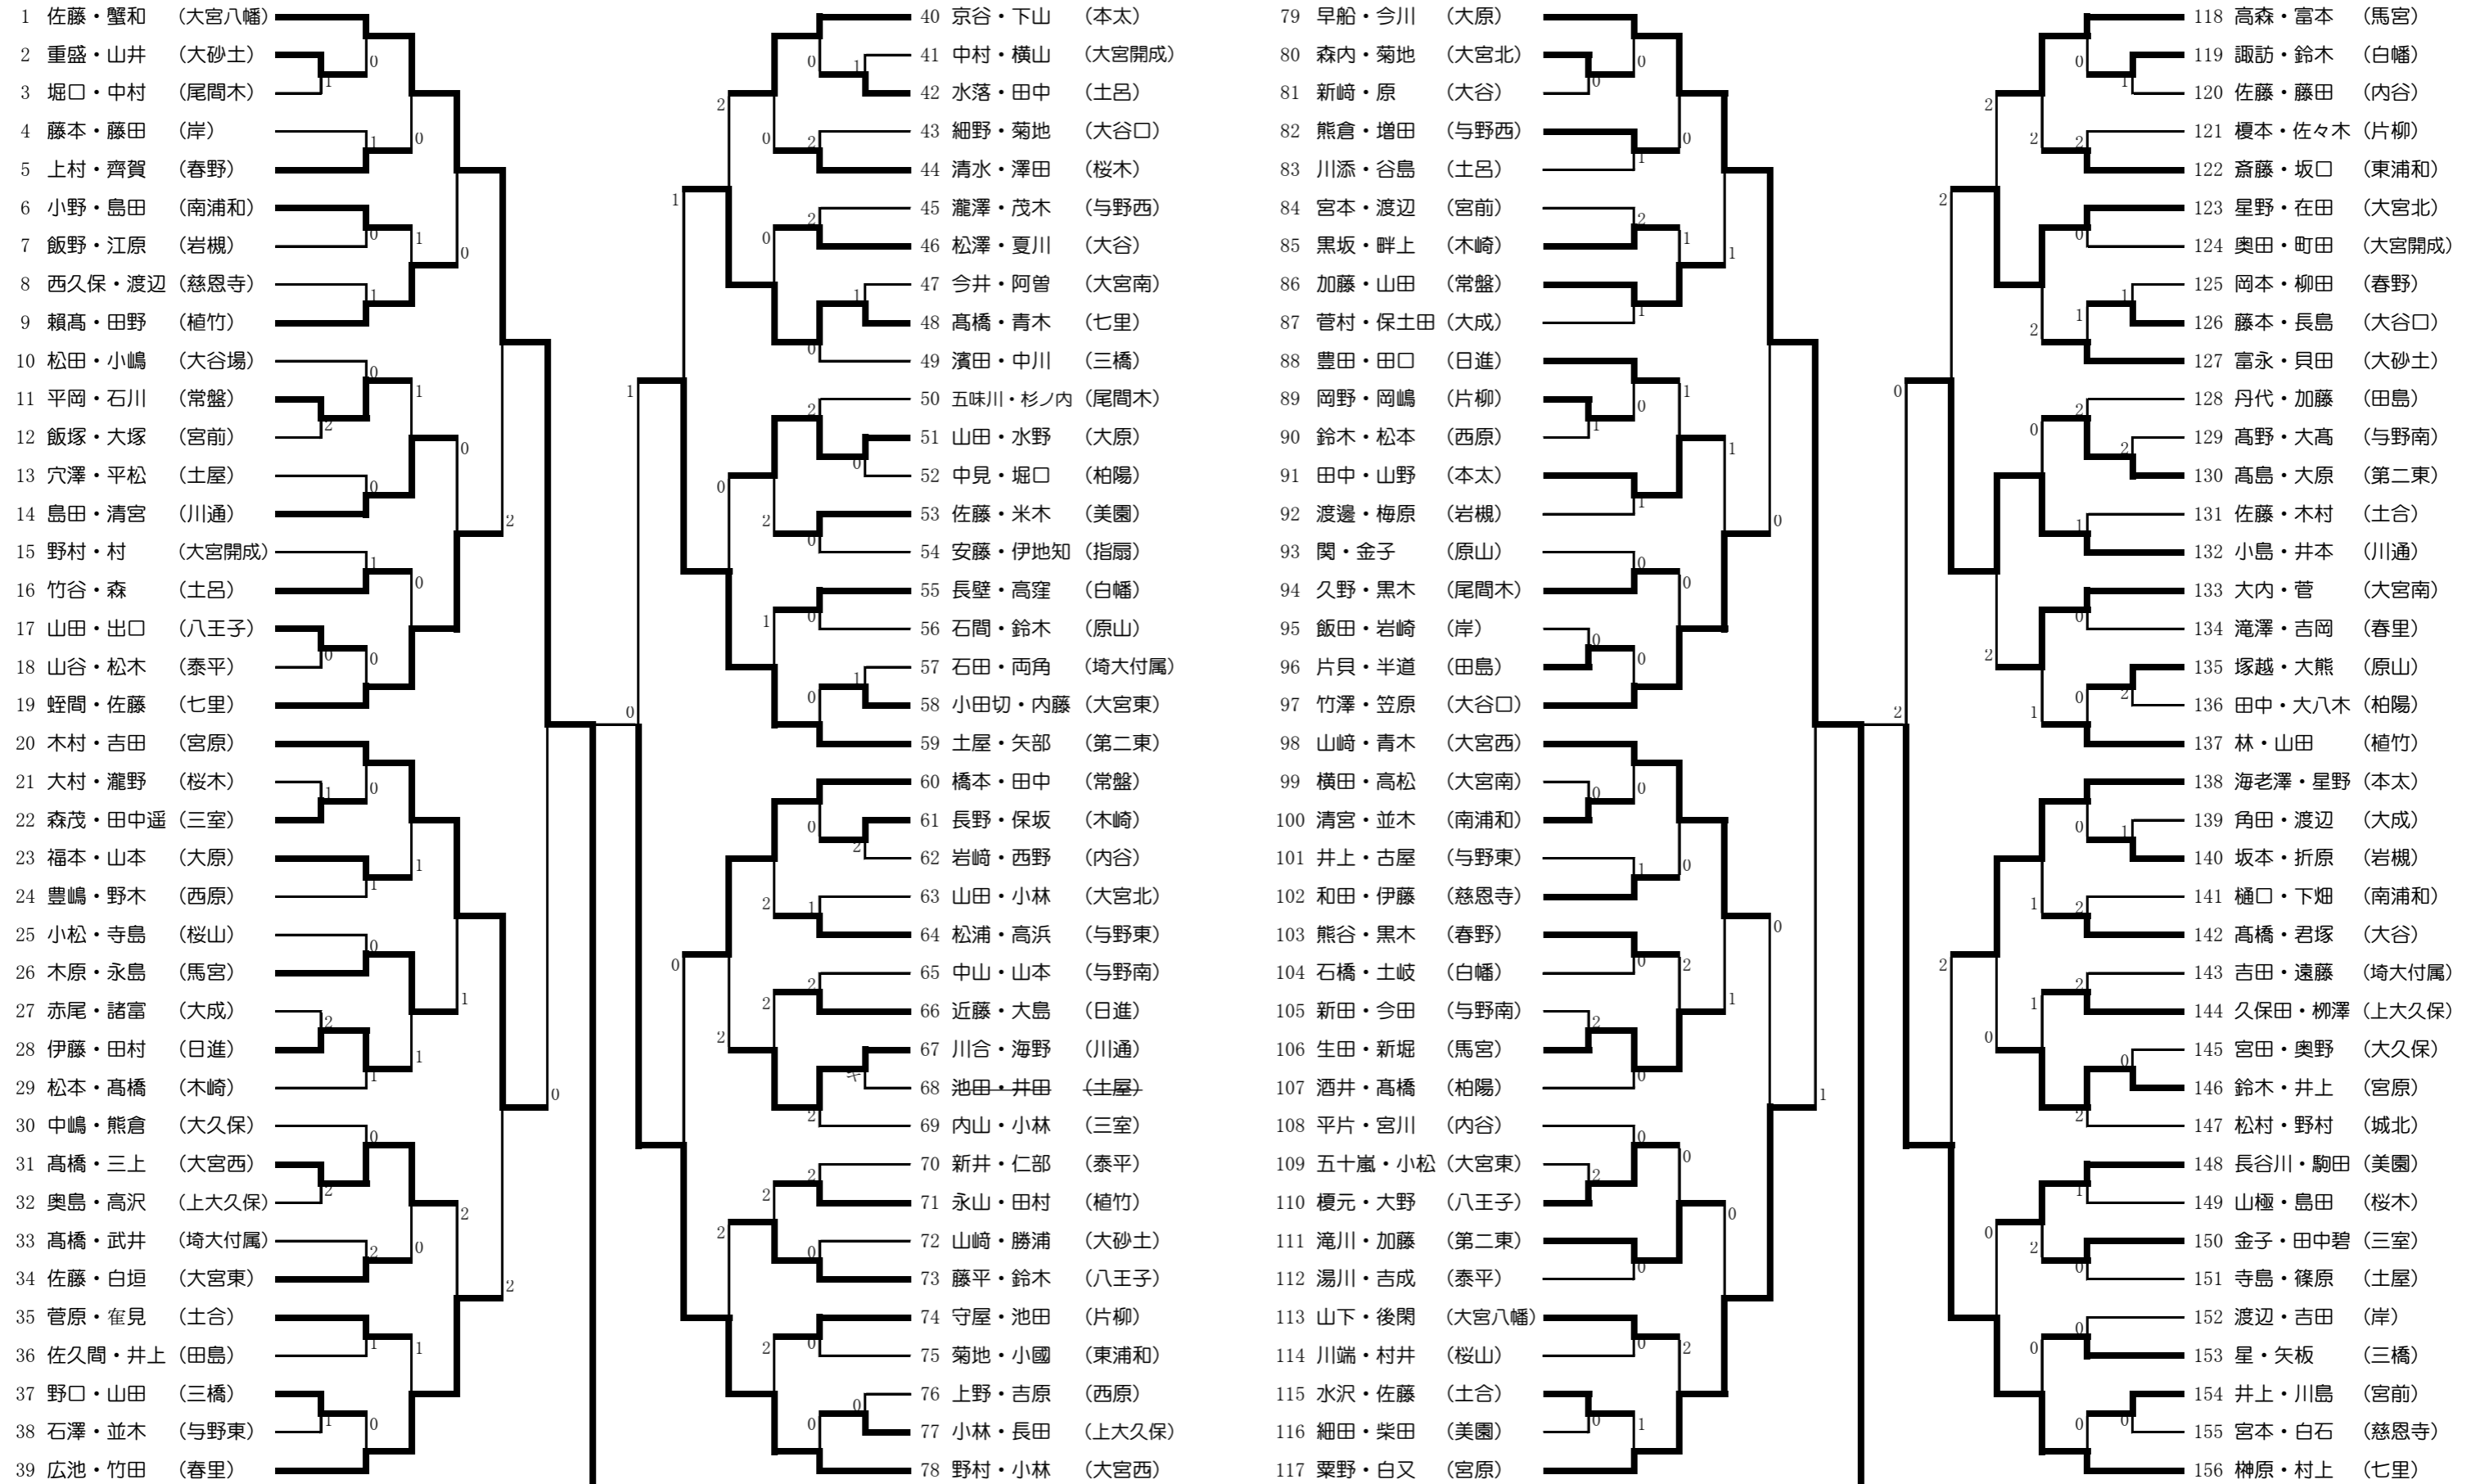 1 佐藤・蟹和 (大宮八幡)
2 重盛・山井 (大砂土)
3 堀口・中村 (尾間木)
4 藤本・藤田 (岸)
5 上村・齊賀 (春野)
6 小野・島田 (南浦和)
7 飯野・江原 (岩槻)
8 西久保・渡辺 (慈恩寺)
9 頼髙・田野 (植竹)
10 松田・小嶋 (大谷場)
11 平岡・石川 (常盤)
12 飯塚・大塚 (宮前)
13 穴澤・平松 (土屋)
14 島田・清宮 (川通)
15 野村・村 (大宮開成)
16 竹谷・森 (土呂)
17 山田・出口 (八王子)
18 山谷・松木 (泰平)
19 蛭間・佐藤 (七里)
20 木村・吉田 (宮原)
21 大村・瀧野 (桜木)
22 森茂・田中遥 (三室)
23 福本・山本 (大原)
24 豊嶋・野木 (西原)
25 小松・寺島 (桜山)
26 木原・永島 (馬宮)
27 赤尾・諸富 (大成)
28 伊藤・田村 (日進)
29 松本・髙橋 (木崎)
30 中嶋・熊倉 (大久保)
31 髙橋・三上 (大宮西)
32 奥島・高沢 (上大久保)
33 髙橋・武井 (埼大付属)
34 佐藤・白垣 (大宮東)
35 菅原・寉見 (土合)
36 佐久間・井上 (田島)
37 野口・山田 (三橋)
38 石澤・並木 (与野東)
39 広池・竹田 (春里)
40 京谷・下山 (本太)
41 中村・横山 (大宮開成)
42 水落・田中 (土呂)
43 細野・菊地 (大谷口)
44 清水・澤田 (桜木)
45 瀧澤・茂木 (与野西)
46 松澤・夏川 (大谷)
47 今井・阿曽 (大宮南)
48 髙橋・青木 (七里)
49 濱田・中川 (三橋)
50 五味川・杉ノ内 (尾間木)
51 山田・水野 (大原)
52 中見・堀口 (柏陽)
53 佐藤・米木 (美園)
54 安藤・伊地知 (指扇)
55 長壁・高窪 (白幡)
56 石間・鈴木 (原山)
57 石田・両角 (埼大付属)
58 小田切・内藤 (大宮東)
59 土屋・矢部 (第二東)
60 橋本・田中 (常盤)
61 長野・保坂 (木崎)
62 岩﨑・西野 (内谷)
63 山田・小林 (大宮北)
64 松浦・高浜 (与野東)
65 中山・山本 (与野南)
66 近藤・大島 (日進)
67 川合・海野 (川通)
68 池田・井田 (土屋)
69 内山・小林 (三室)
70 新井・仁部 (泰平)
71 永山・田村 (植竹)
72 山﨑・勝浦 (大砂土)
73 藤平・鈴木 (八王子)
74 守屋・池田 (片柳)
75 菊地・小國 (東浦和)
76 上野・吉原 (西原)
77 小林・長田 (上大久保)
78 野村・小林 (大宮西)
79 早船・今川 (大原)
80 森内・菊地 (大宮北)
81 新﨑・原 (大谷)
82 熊倉・増田 (与野西)
83 川添・谷島 (土呂)
84 宮本・渡辺 (宮前)
85 黒坂・畔上 (木崎)
86 加藤・山田 (常盤)
87 菅村・保土田 (大成)
88 豊田・田口 (日進)
89 岡野・岡嶋 (片柳)
90 鈴木・松本 (西原)
91 田中・山野 (本太)
92 渡邊・梅原 (岩槻)
93 関・金子 (原山)
94 久野・黒木 (尾間木)
95 飯田・岩崎 (岸)
96 片貝・半道 (田島)
97 竹澤・笠原 (大谷口)
98 山﨑・青木 (大宮西)
99 横田・高松 (大宮南)
100 清宮・並木 (南浦和)
101 井上・古屋 (与野東)
102 和田・伊藤 (慈恩寺)
103 熊谷・黒木 (春野)
104 石橋・土岐 (白幡)
105 新田・今田 (与野南)
106 生田・新堀 (馬宮)
107 酒井・髙橋 (柏陽)
108 平片・宮川 (内谷)
109 五十嵐・小松 (大宮東)
110 榎元・大野 (八王子)
111 滝川・加藤 (第二東)
112 湯川・吉成 (泰平)
113 山下・後閑 (大宮八幡)
114 川端・村井 (桜山)
115 水沢・佐藤 (土合)
116 細田・柴田 (美園)
117 粟野・白又 (宮原)
118 高森・富本 (馬宮)
119 諏訪・鈴木 (白幡)
120 佐藤・藤田 (内谷)
121 榎本・佐々木 (片柳)
122 斎藤・坂口 (東浦和)
123 星野・在田 (大宮北)
124 奥田・町田 (大宮開成)
125 岡本・柳田 (春野)
126 藤本・長島 (大谷口)
127 富永・貝田 (大砂土)
128 丹代・加藤 (田島)
129 髙野・大髙 (与野南)
130 髙島・大原 (第二東)
131 佐藤・木村 (土合)
132 小島・井本 (川通)
133 大内・菅 (大宮南)
134 滝澤・吉岡 (春里)
135 塚越・大熊 (原山)
136 田中・大八木 (柏陽)
137 林・山田 (植竹)
138 海老澤・星野 (本太)
139 角田・渡辺 (大成)
140 坂本・折原 (岩槻)
141 樋口・下畑 (南浦和)
142 髙橋・君塚 (大谷)
143 吉田・遠藤 (埼大付属)
144 久保田・栁澤 (上大久保)
145 宮田・奥野 (大久保)
146 鈴木・井上 (宮原)
147 松村・野村 (城北)
148 長谷川・駒田 (美園)
149 山極・島田 (桜木)
150 金子・田中碧 (三室)
151 寺島・篠原 (土屋)
152 渡辺・吉田 (岸)
153 星・矢板 (三橋)
154 井上・川島 (宮前)
155 宮本・白石 (慈恩寺)
156 榊原・村上 (七里)